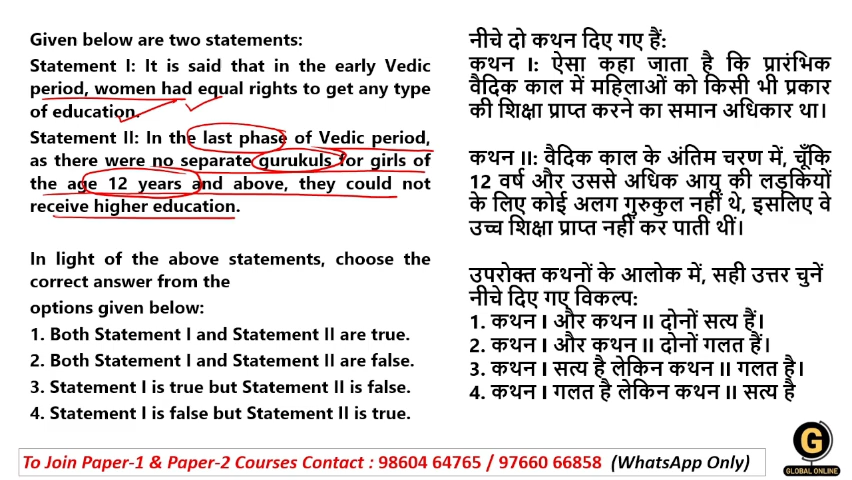 Given below are two statements:
Statement I: It is said that in the early Vedic
period, women had equal rights to get any type
of education.
Statement II: In the last phase of Vedic period,
as there were no separate gurukuls for girls of
the age 12 years and above, they could not
receive higher education.
In light of the above statements, choose the
correct answer from the
options given below:
1. Both Statement I and Statement II are true.
2. Both Statement I and Statement II are false.
3. Statement I is true but Statement II is false.
4. Statement I is false but Statement II is true.
नीचे दो कथन दिए गए हैं:
कथन I: ऐसा कहा जाता है कि प्रारंभिक
वैदिक काल में महिलाओं को किसी भी प्रकार
की शिक्षा प्राप्त करने का समान अधिकार था।
कथन II: वैदिक काल के अंतिम चरण में, चूँकि
12 वर्ष और उससे अधिक आयु की लड़कियों
के लिए कोई अलग गुरुकुल नहीं थे, इसलिए वे
उच्च शिक्षा प्राप्त नहीं कर पाती थीं।
उपरोक्त कथनों के आलोक में, सही उत्तर चुनें
नीचे दिए गए विकल्प:
1. कथन I और कथन II दोनों सत्य हैं।
2. कथन I और कथन II दोनों गलत हैं।
3. कथन I सत्य है लेकिन कथन II गलत है।
4. कथन I गलत है लेकिन कथन II सत्य है
To Join Paper-1 & Paper-2 Courses Contact : 98604 64765 / 97660 66858 (WhatsApp Only)
G
GLOBAL ONLINE